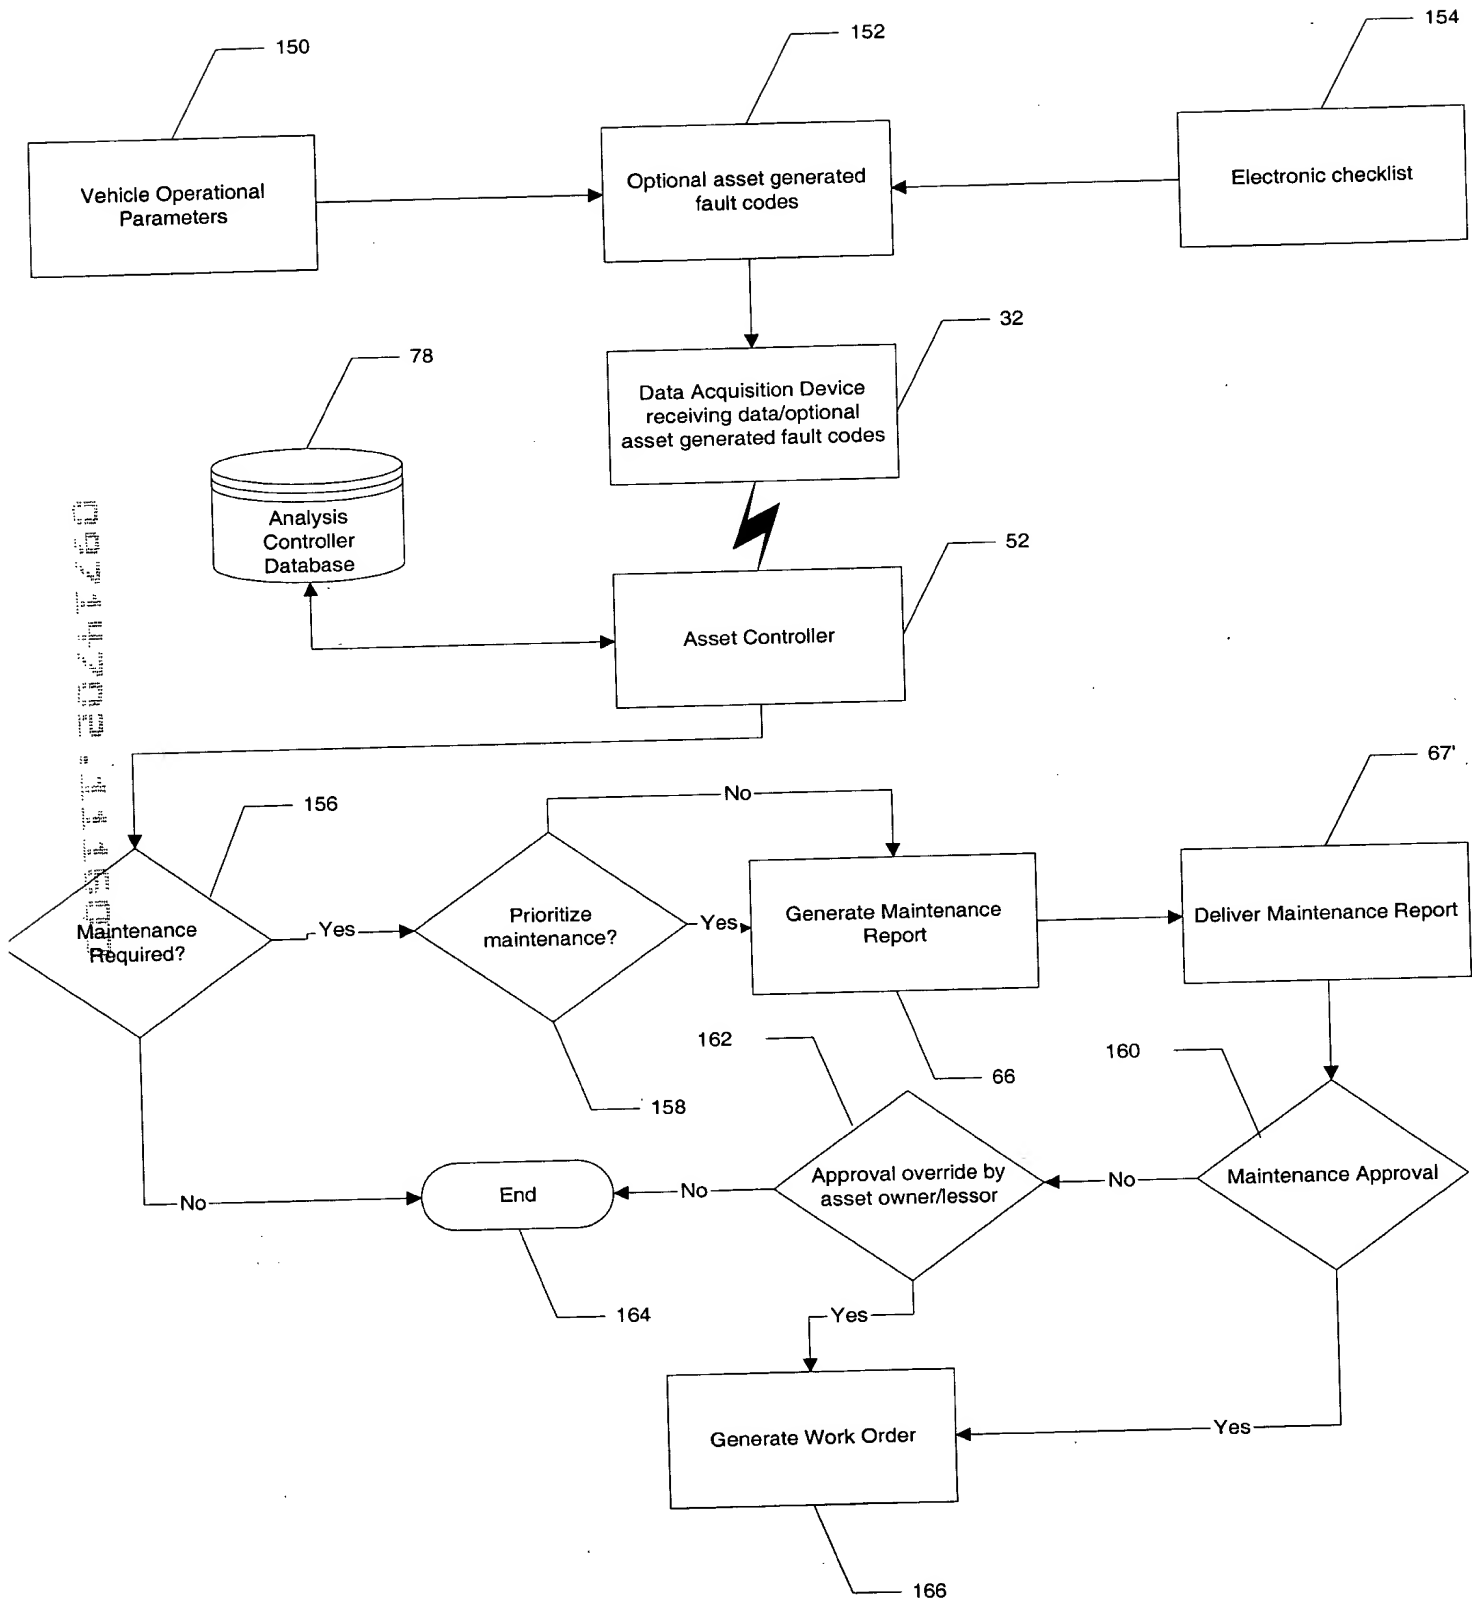 150
152
154
Vehicle Operational
Parameters
Optional asset generated
fault codes
Electronic checklist
32
78
Data Acquisition Device
receiving data/optional
asset generated fault codes
Analysis
Controller
Database
52
Asset Controller
67'
156
No
Maintenance
Required?
Yes
Prioritize
maintenance?
Yes
Generate Maintenance
Report
Deliver Maintenance Report
162
160
66
158
No
End
No
Approval override by
asset owner/lessor
No
Maintenance Approval
164
Yes
Generate Work Order
Yes
166